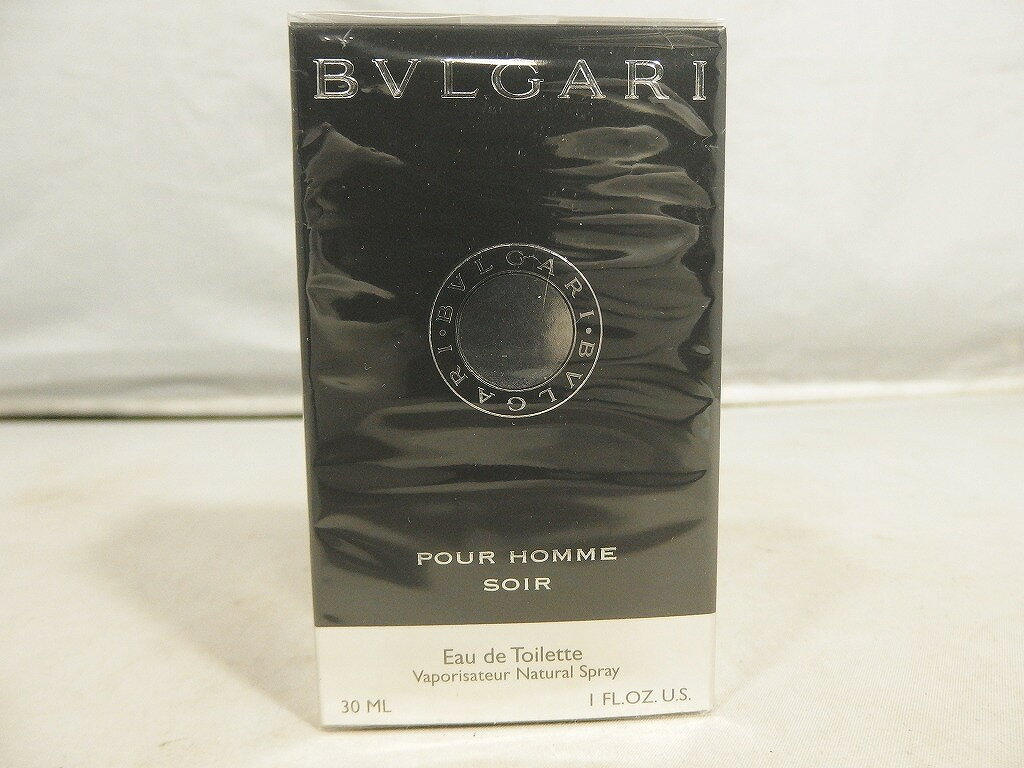 BVLGARI
BVLGARI • BVLGARI •
POUR HOMME
SOIR
Eau de Toilette
Vaporisateur Natural Spray
30 ML 1 FL.OZ. U.S.